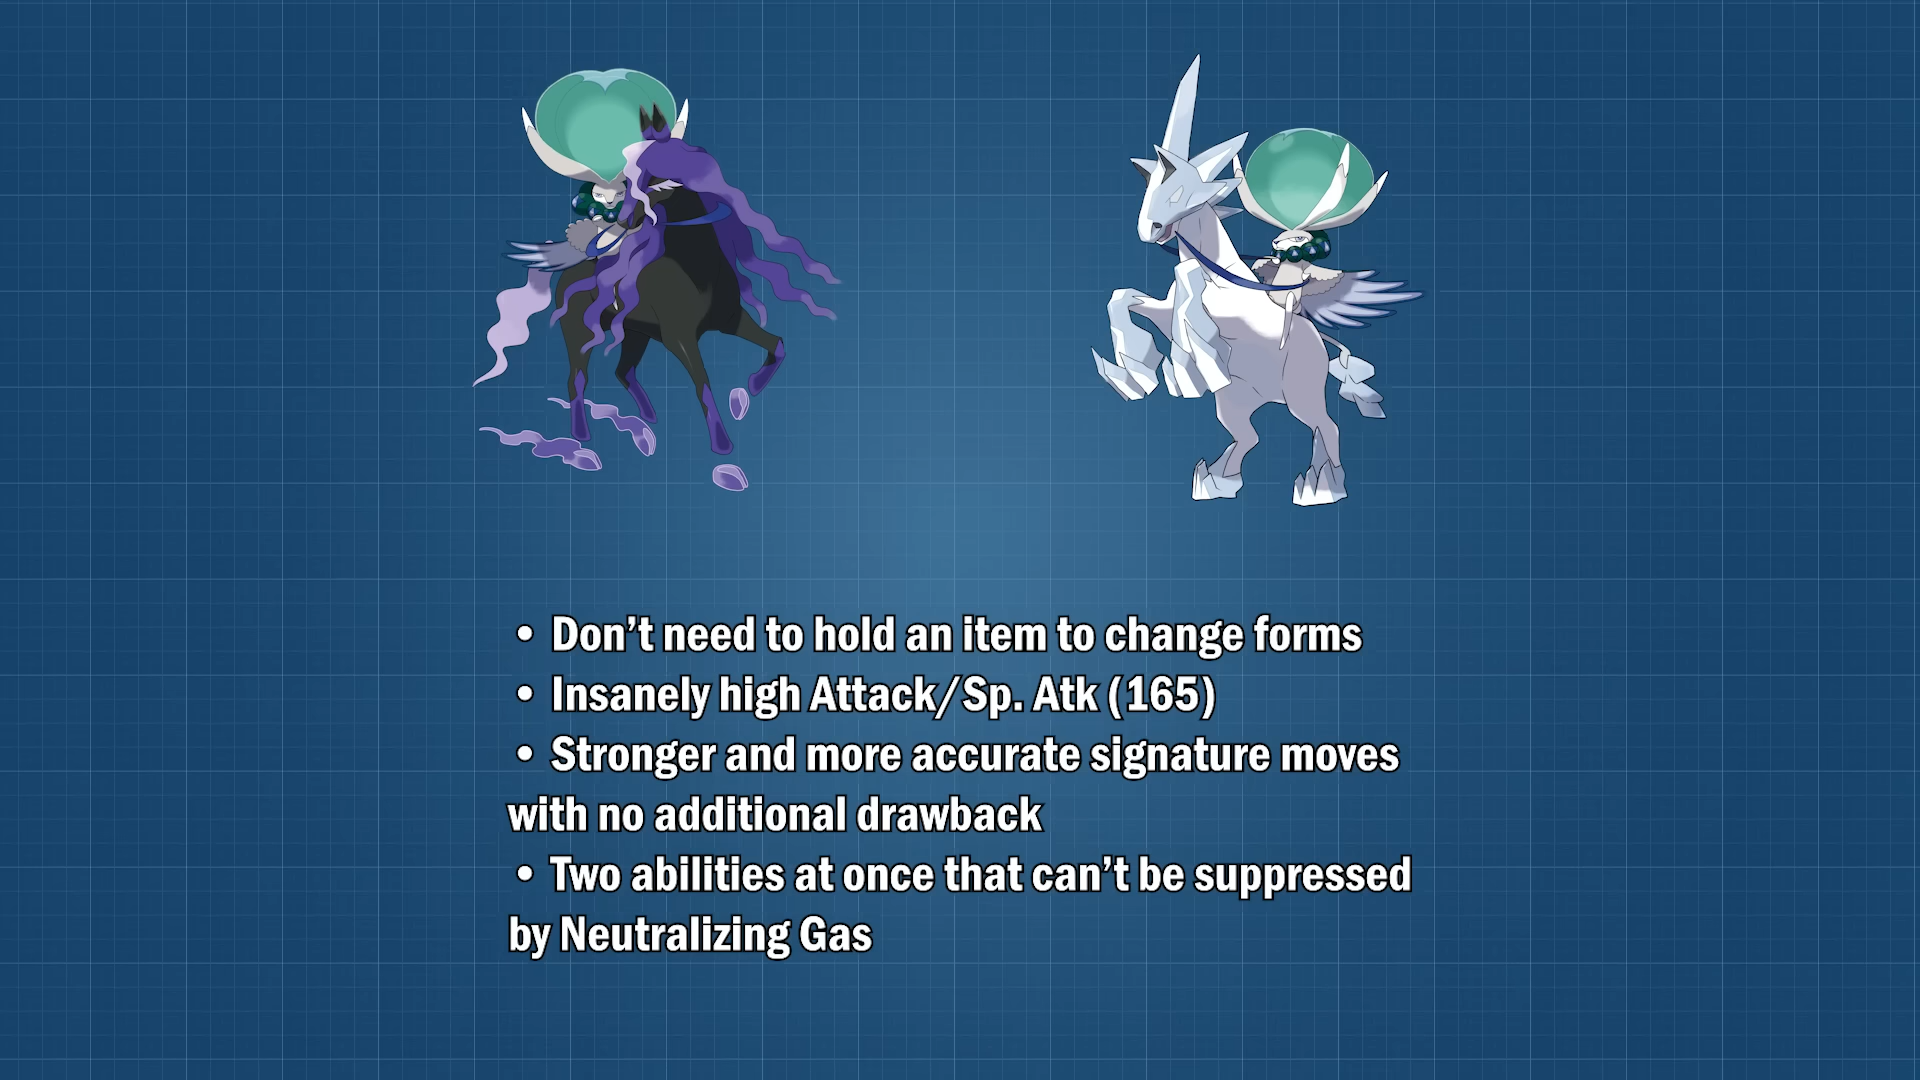 • Don’t need to hold an item to change forms
• Insanely high Attack/Sp. Atk (165)
• Stronger and more accurate signature moves
with no additional drawback
• Two abilities at once that can’t be suppressed
by Neutralizing Gas